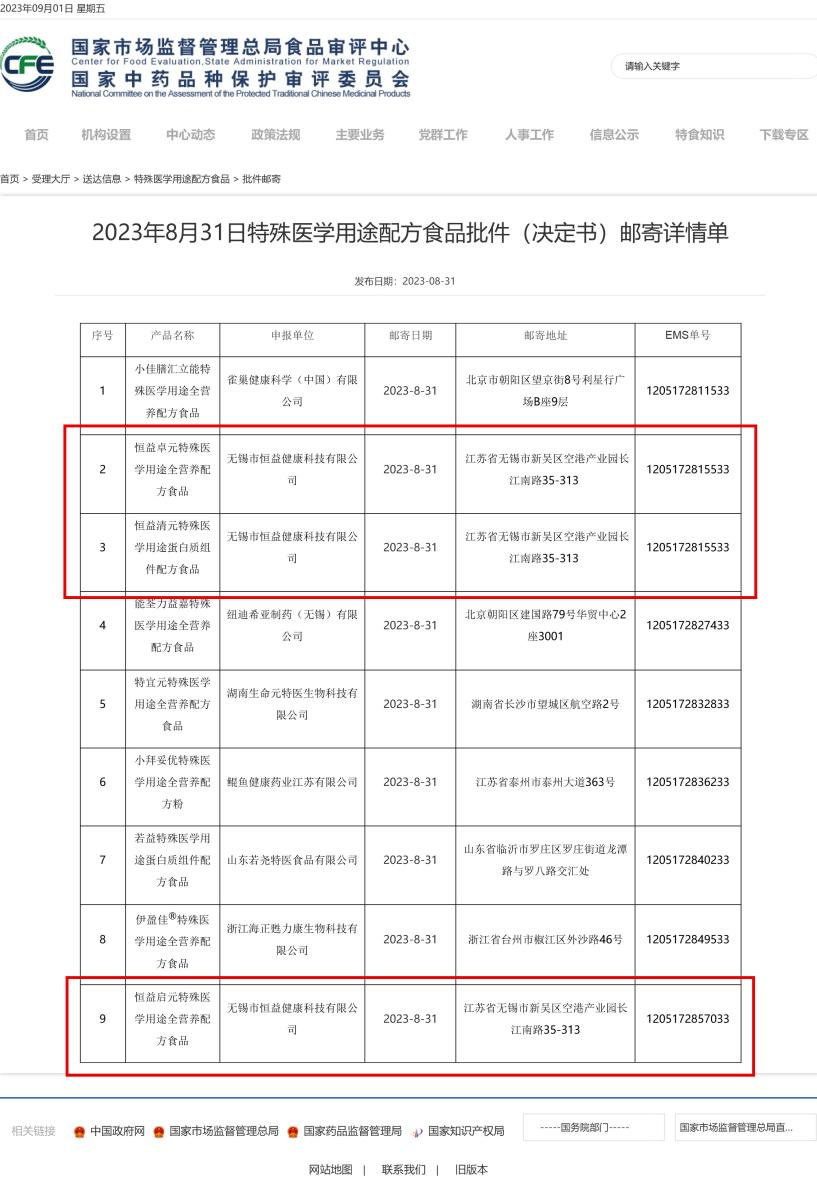 2023年09月01日 星期五
CFE
国家市场监督管理总局食品审评中心
Center for Food Evaluation,State Administration for Market Regulation
国家中药品种保护审评委员会
National Committee on the Assessment of the Protected Traditional Chinese Medicinal Products
请输入关键字
首页 机构设置 中心动态 政策法规 主要业务 党群工作 人事工作 信息公示 特食知识 下载专区
首页 > 受理大厅 > 送达信息 > 特殊医学用途配方食品 > 批件邮寄
2023年8月31日特殊医学用途配方食品批件（决定书）邮寄详情单
发布日期：2023-08-31
序号 产品名称 申报单位 邮寄日期 邮寄地址 EMS单号
1
小佳膳汇立能特
殊医学用途全营
养配方食品
雀巢健康科学（中国）有限
公司
2023-8-31
北京市朝阳区望京街8号利星行广
场B座9层
1205172811533
2
恒益卓元特殊医
学用途全营养配
方食品
无锡市恒益健康科技有限公
司
2023-8-31
江苏省无锡市新吴区空港产业园长
江南路35-313
1205172815533
3
恒益清元特殊医
学用途蛋白质组
件配方食品
无锡市恒益健康科技有限公
司
2023-8-31
江苏省无锡市新吴区空港产业园长
江南路35-313
1205172815533
4
能荃力益嘉特殊
医学用途全营养
配方食品
纽迪希亚制药（无锡）有限
公司
2023-8-31
北京朝阳区建国路79号华贸中心2
座3001
1205172827433
5
特宜元特殊医学
用途全营养配方
食品
湖南生命元特医生物科技有
限公司
2023-8-31
湖南省长沙市望城区航空路2号
1205172832833
6
小拜妥优特殊医
学用途全营养配
方粉
鲲鱼健康药业江苏有限公司
2023-8-31
江苏省泰州市泰州大道363号
1205172836233
7
若益特殊医学用
途蛋白质组件配
方食品
山东若尧特医食品有限公司
2023-8-31
山东省临沂市罗庄区罗庄街道龙潭
路与罗八路交汇处
1205172840233
8
伊盈佳®特殊医
学用途全营养配
方食品
浙江海正甦力康生物科技有
限公司
2023-8-31
浙江省台州市椒江区外沙路46号
1205172849533
9
恒益启元特殊医
学用途全营养配
方食品
无锡市恒益健康科技有限公
司
2023-8-31
江苏省无锡市新吴区空港产业园长
江南路35-313
1205172857033
相关链接 中国政府网 国家市场监督管理总局 国家药品监督管理局 国家知识产权局 -----国务院部门----- 国家市场监督管理总局直...
网站地图 | 联系我们 | 旧版本